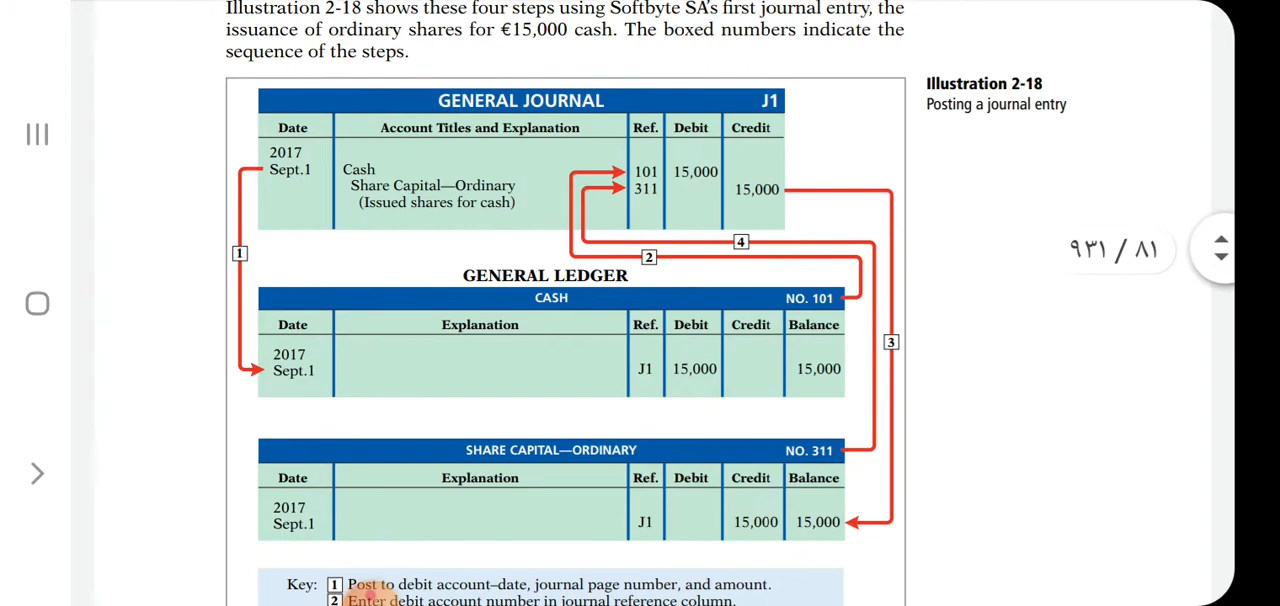 Illustration 2-18 shows these four steps using Softbyte SA's first journal entry, the
issuance of ordinary shares for €15,000 cash. The boxed numbers indicate the
sequence of the steps.
Illustration 2-18
Posting a journal entry
GENERAL JOURNAL J1
Date Account Titles and Explanation Ref. Debit Credit
2017
Sept.1 Cash 101 15,000
Share Capital—Ordinary 311 15,000
(Issued shares for cash)
1
4
2
3
GENERAL LEDGER
CASH NO. 101
Date Explanation Ref. Debit Credit Balance
2017
Sept.1 J1 15,000 15,000
SHARE CAPITAL—ORDINARY NO. 311
Date Explanation Ref. Debit Credit Balance
2017
Sept.1 J1 15,000 15,000
Key: 1 Post to debit account–date, journal page number, and amount.
2 Enter debit account number in journal reference column.
٩٣١ / ٨١